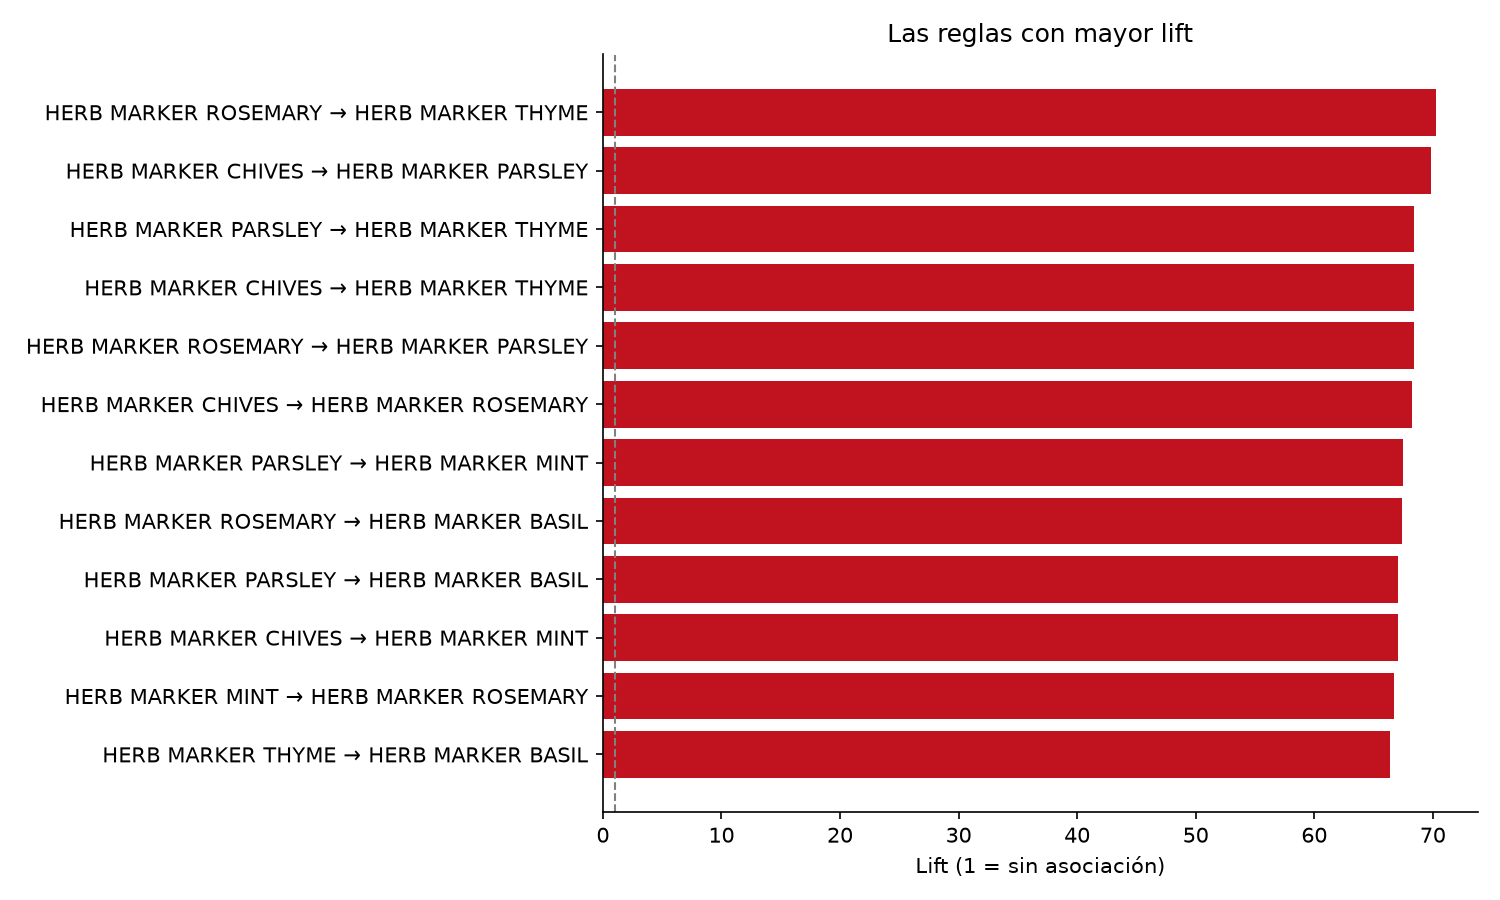 Las reglas con mayor lift
HERB MARKER ROSEMARY → HERB MARKER THYME
HERB MARKER CHIVES → HERB MARKER PARSLEY
HERB MARKER PARSLEY → HERB MARKER THYME
HERB MARKER CHIVES → HERB MARKER THYME
HERB MARKER ROSEMARY → HERB MARKER PARSLEY
HERB MARKER CHIVES → HERB MARKER ROSEMARY
HERB MARKER PARSLEY → HERB MARKER MINT
HERB MARKER ROSEMARY → HERB MARKER BASIL
HERB MARKER PARSLEY → HERB MARKER BASIL
HERB MARKER CHIVES → HERB MARKER MINT
HERB MARKER MINT → HERB MARKER ROSEMARY
HERB MARKER THYME → HERB MARKER BASIL
0 10 20 30 40 50 60 70
Lift (1 = sin asociación)